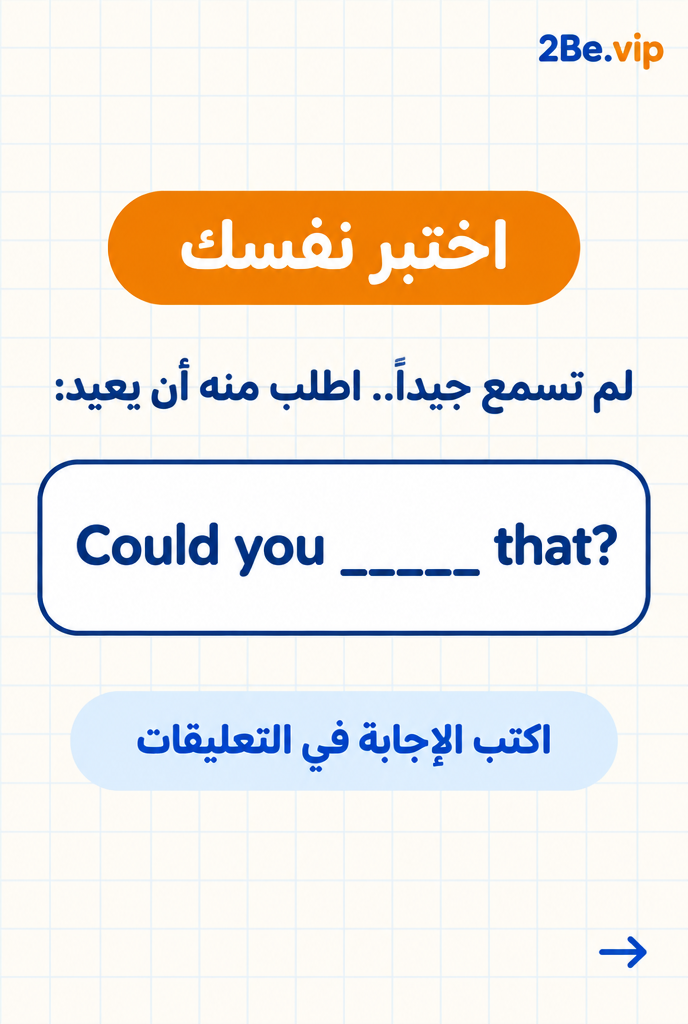 2Be.vip
اختبر نفسك
لم تسمع جيداً.. اطلب منه أن يعيد:
Could you _____ that?
اكتب الإجابة في التعليقات
→